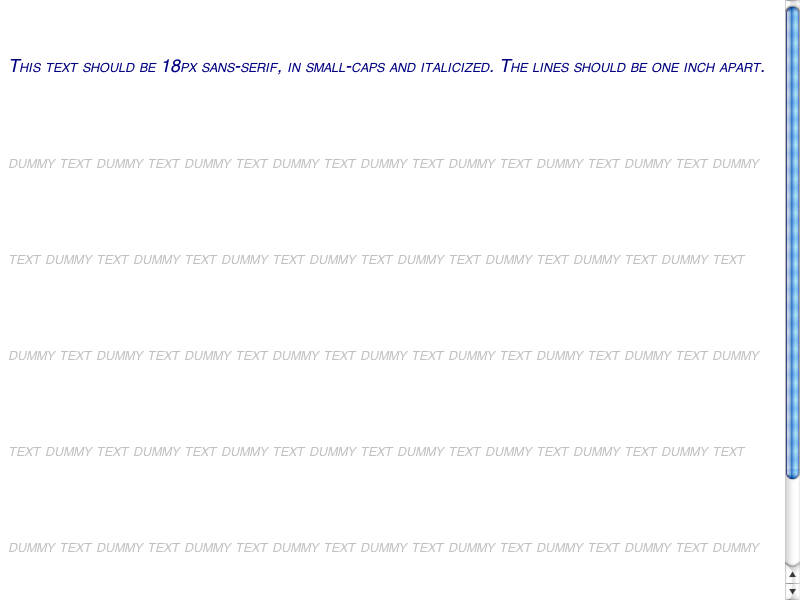 This text should be 18px sans-serif, in small-caps and italicized. The lines should be one inch apart.
dummy text dummy text dummy text dummy text dummy text dummy text dummy text dummy text dummy
text dummy text dummy text dummy text dummy text dummy text dummy text dummy text dummy text
dummy text dummy text dummy text dummy text dummy text dummy text dummy text dummy text dummy
text dummy text dummy text dummy text dummy text dummy text dummy text dummy text dummy text
dummy text dummy text dummy text dummy text dummy text dummy text dummy text dummy text dummy